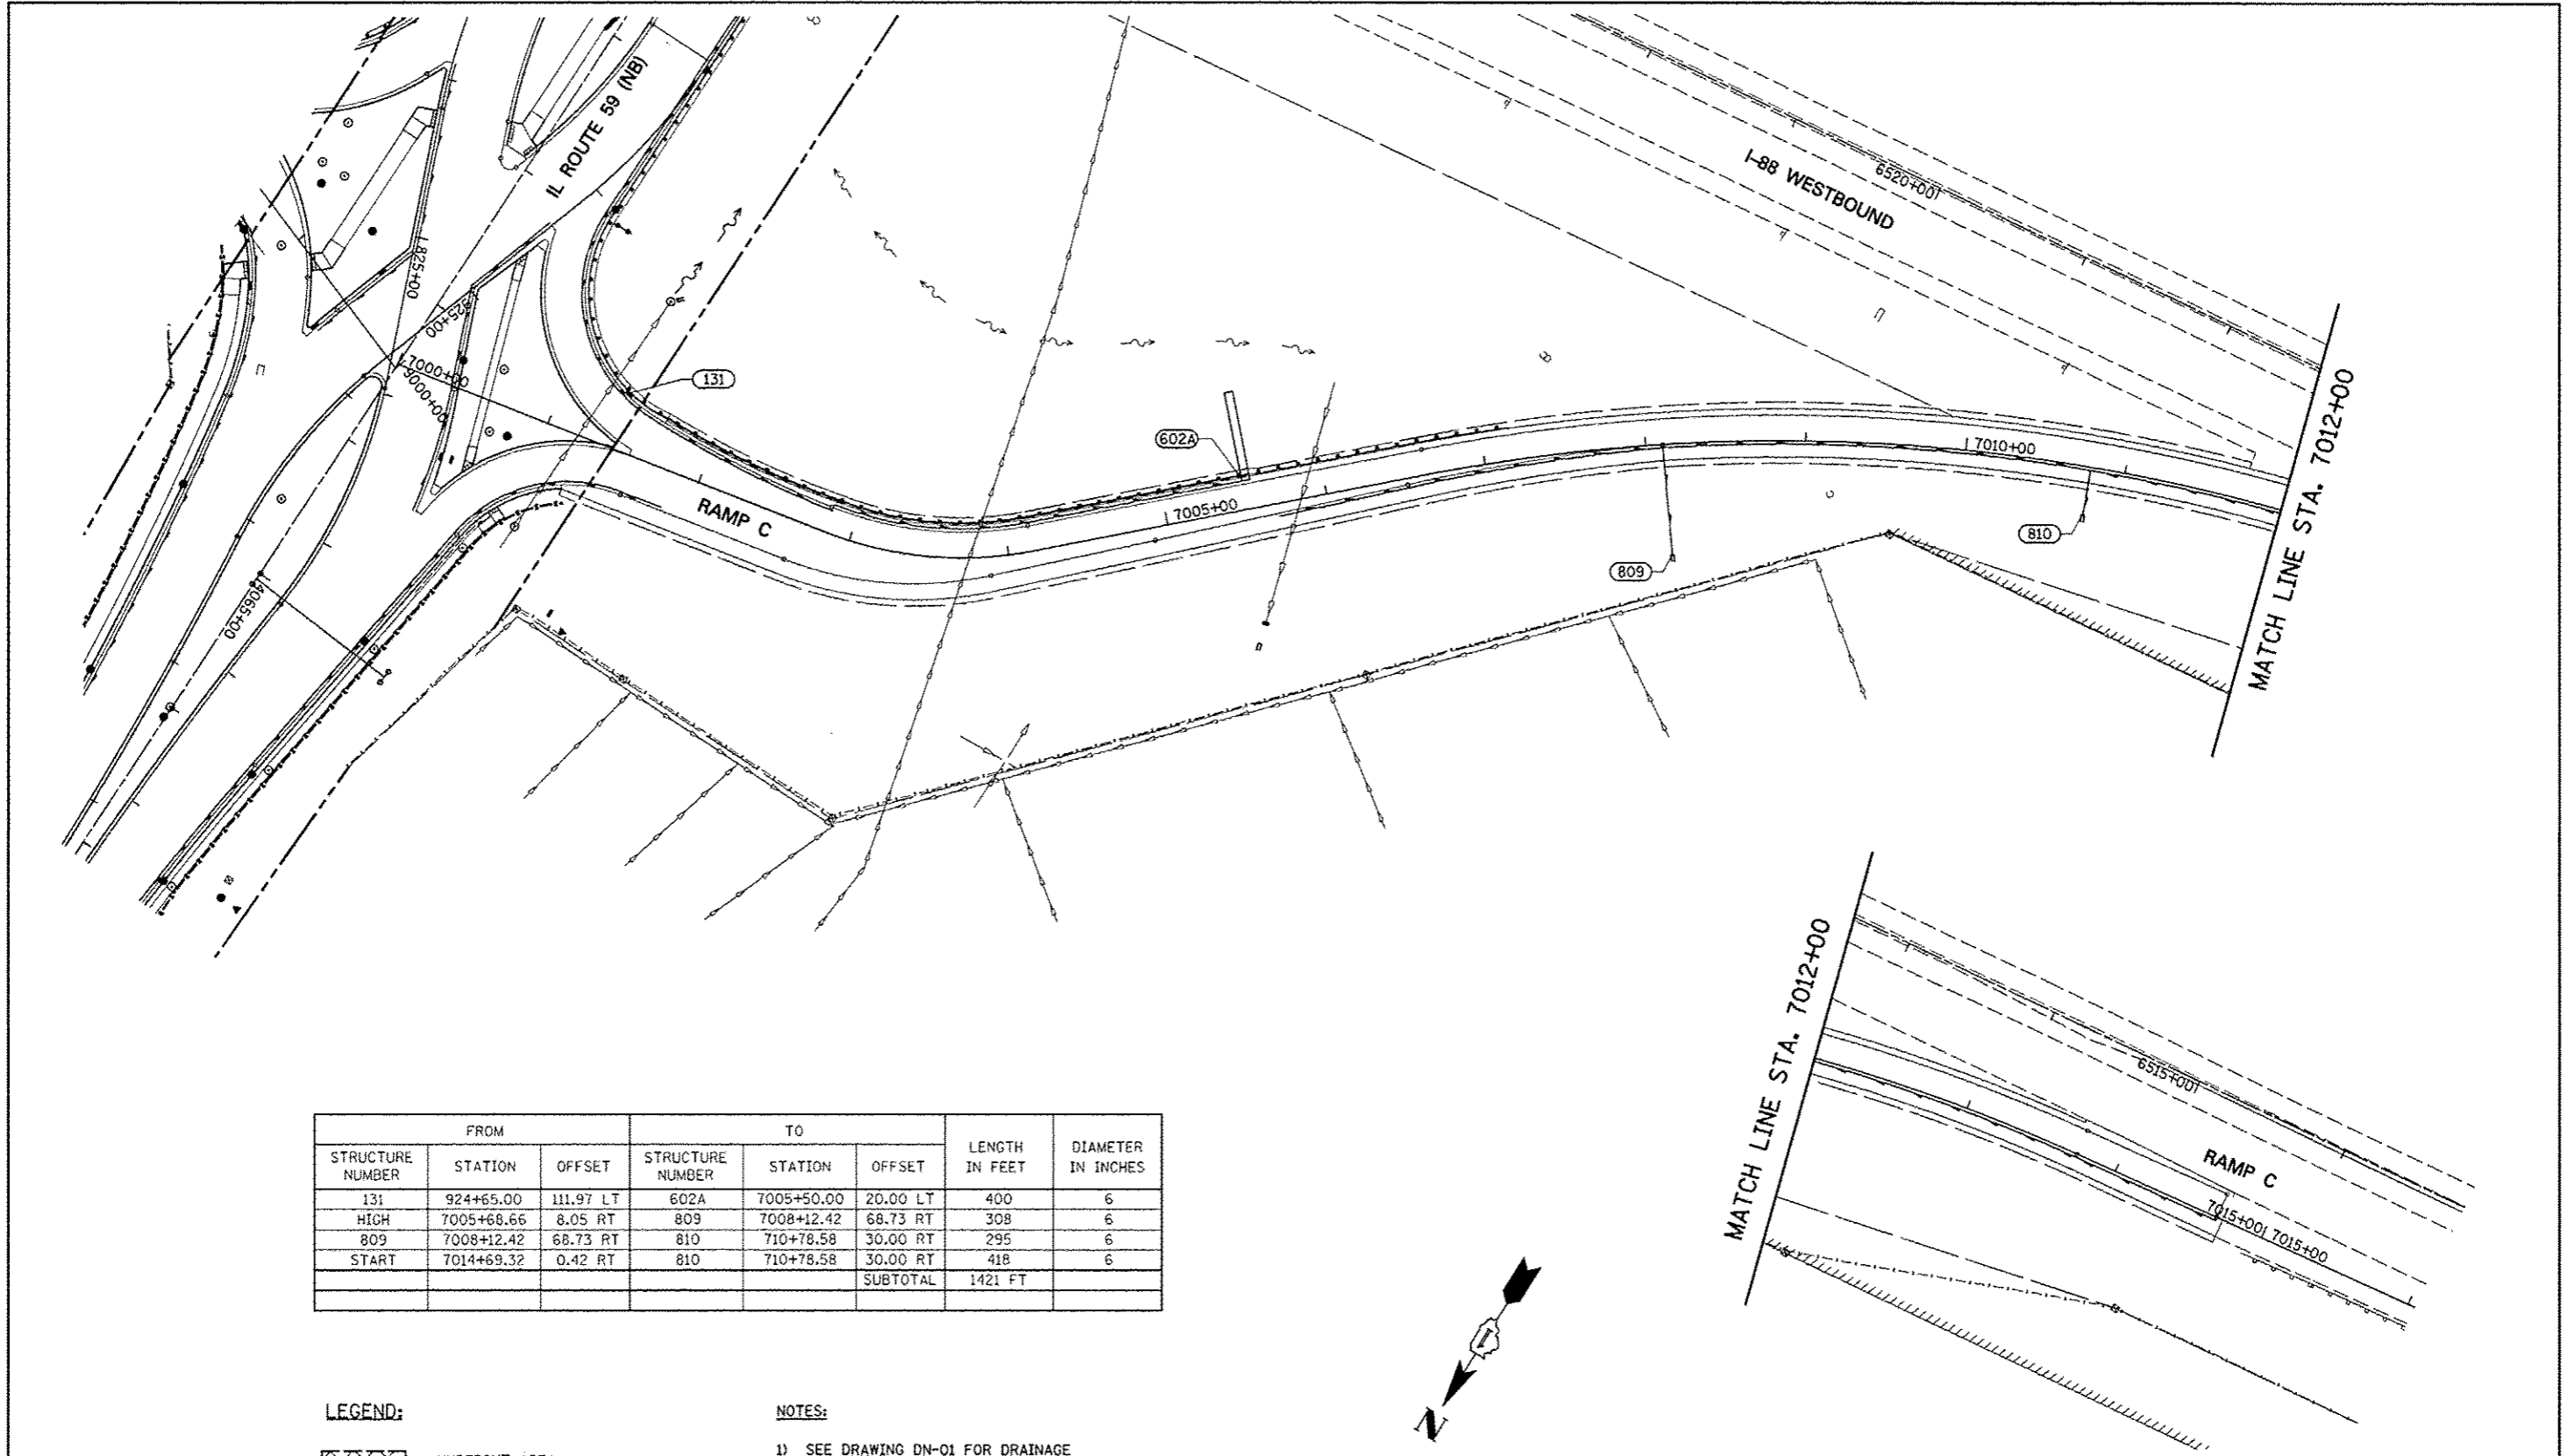 IL ROUTE 59 (NB)
825+00
925+00
7000+00
6000+00
4065+00
131
602A
RAMP C
7005+00
809
810
7010+00
I-88 WESTBOUND
6520+00
MATCH LINE STA. 7012+00
MATCH LINE STA. 7012+00
6515+00
RAMP C
7015+00
7015+00
FROM TO LENGTH IN FEET DIAMETER IN INCHES
STRUCTURE NUMBER STATION OFFSET STRUCTURE NUMBER STATION OFFSET
131 924+65.00 111.97 LT 602A 7005+50.00 20.00 LT 400 6
HIGH 7005+68.66 8.05 RT 809 7008+12.42 68.73 RT 308 6
809 7008+12.42 68.73 RT 810 710+78.58 30.00 RT 295 6
START 7014+69.32 0.42 RT 810 710+78.58 30.00 RT 418 6
SUBTOTAL 1421 FT
N
LEGEND:
NOTES:
1) SEE DRAWING DN-01 FOR DRAINAGE